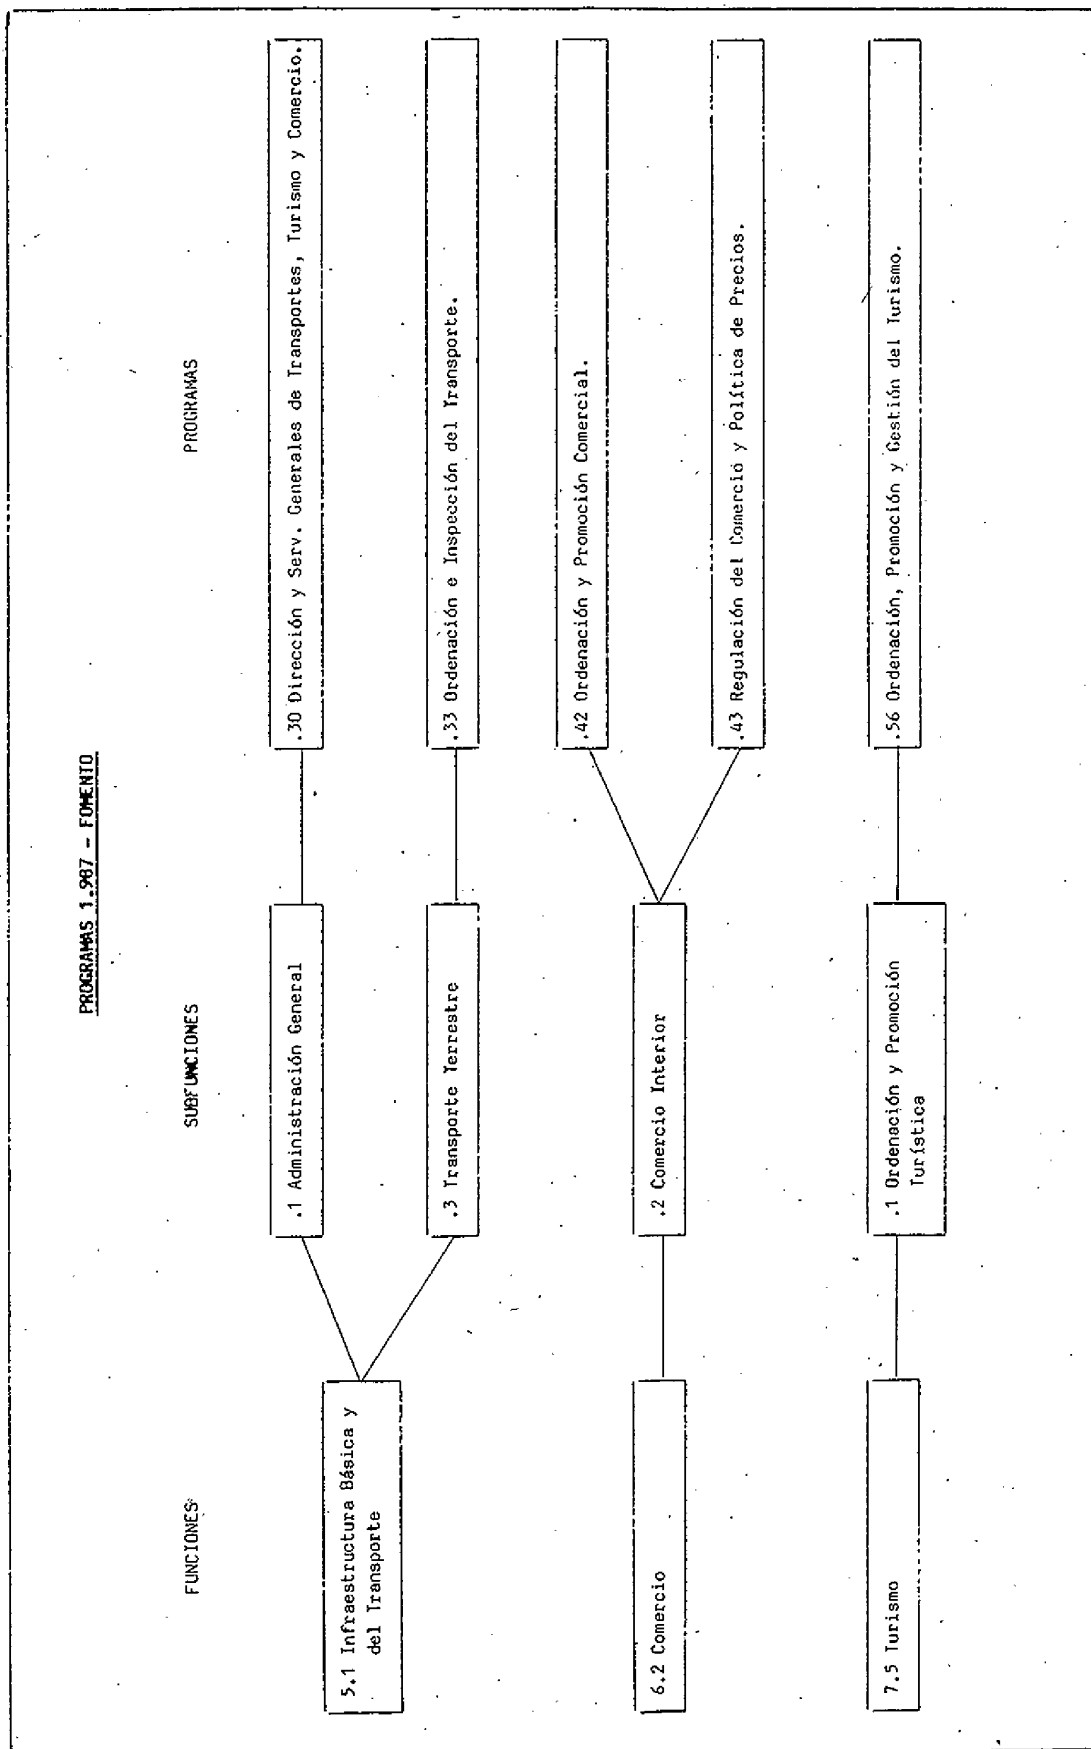 PROGRAMAS 1.987 - FOMENTO
FUNCIONES
SUBFUNCIONES
PROGRAMAS
5.1 Infraestructura Básica y
del Transporte
.1 Administración General
.30 Dirección y Serv. Generales de Transportes, Turismo y Comercio.
.3 Transporte Terrestre
.33 Ordenación e Inspección del Transporte.
6.2 Comercio
.2 Comercio Interior
.42 Ordenación y Promoción Comercial.
.43 Regulación del Comercio y Política de Precios.
7.5 Turismo
.1 Ordenación y Promoción
Turística
.56 Ordenación, Promoción y Gestión del Turismo.